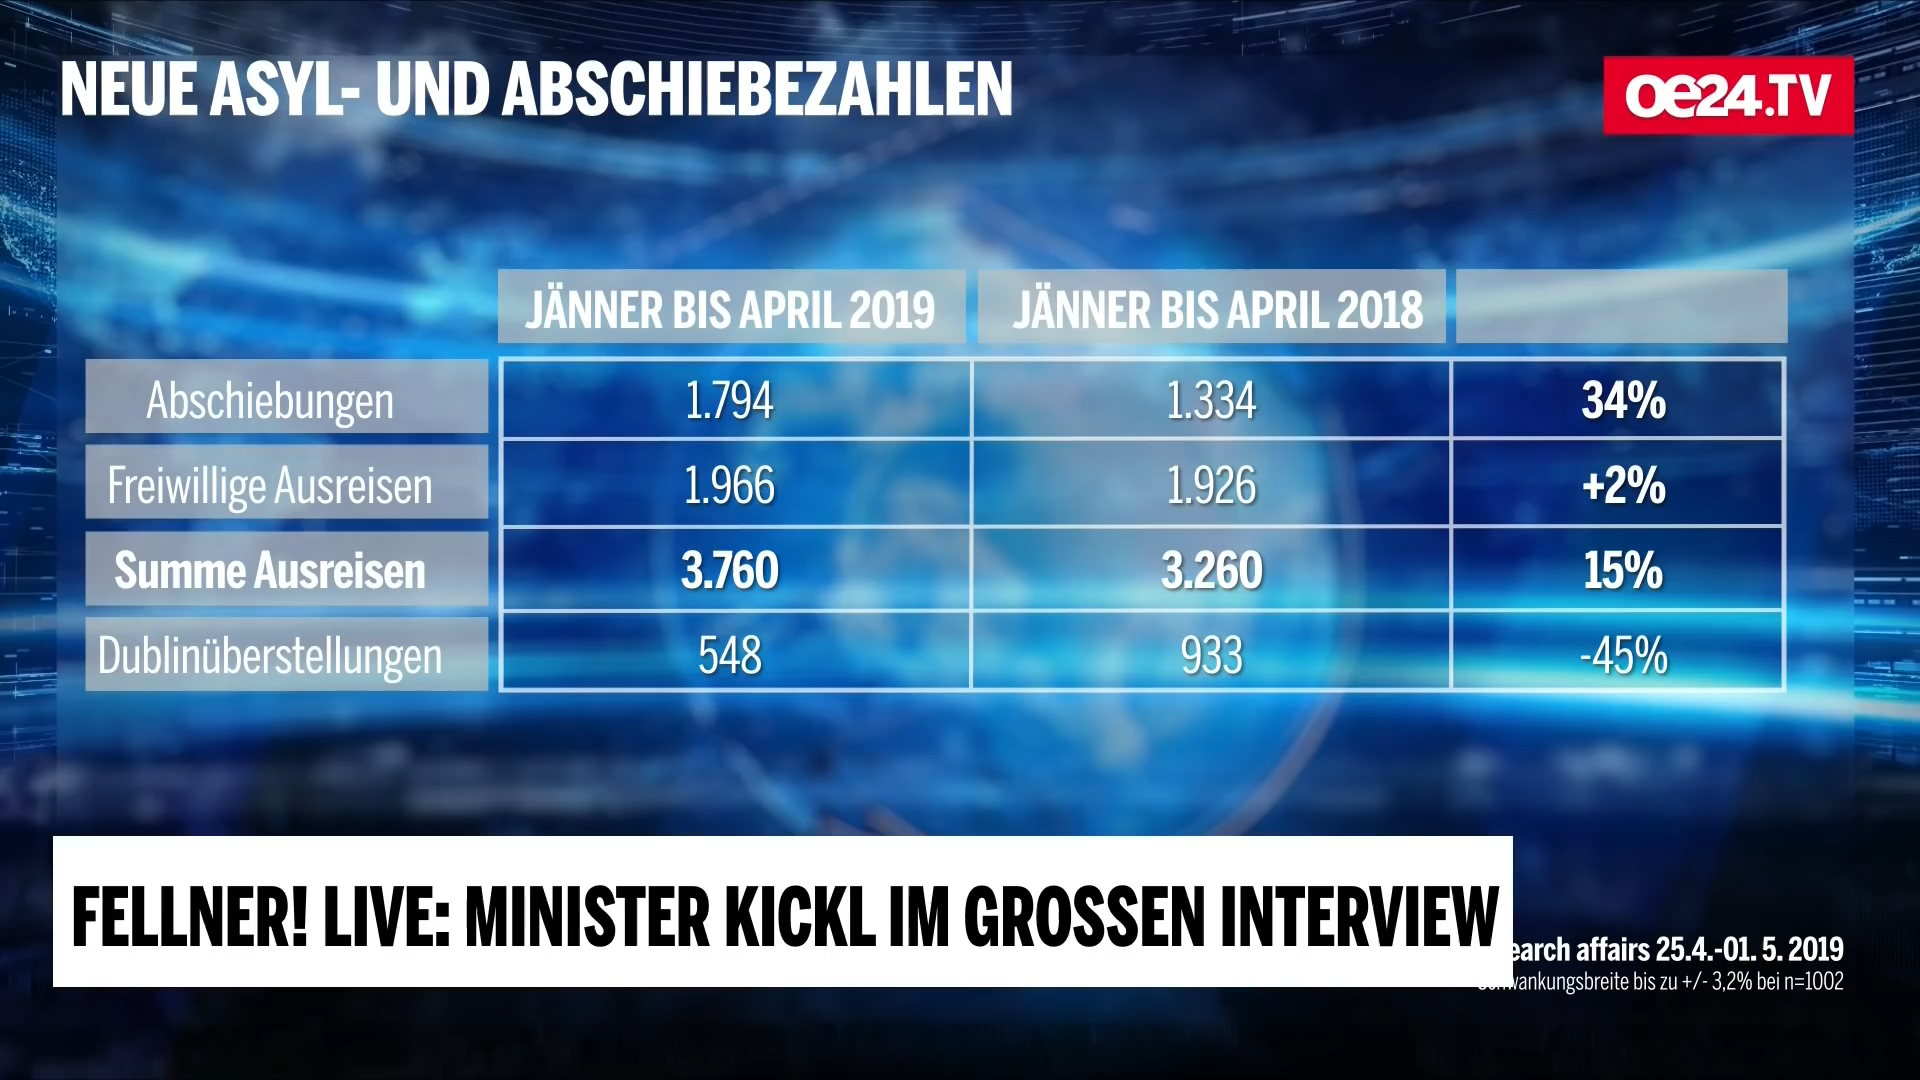 NEUE ASYL- UND ABSCHIEBEZAHLEN
oe24.TV
JÄNNER BIS APRIL 2019 JÄNNER BIS APRIL 2018
Abschiebungen 1.794 1.334 34%
Freiwillige Ausreisen 1.966 1.926 +2%
Summe Ausreisen 3.760 3.260 15%
Dublinüberstellungen 548 933 -45%
FELLNER! LIVE: MINISTER KICKL IM GROSSEN INTERVIEW
affairs 25.4.-01. 5. 2019
bis zu +/- 3,2% bei n=1002